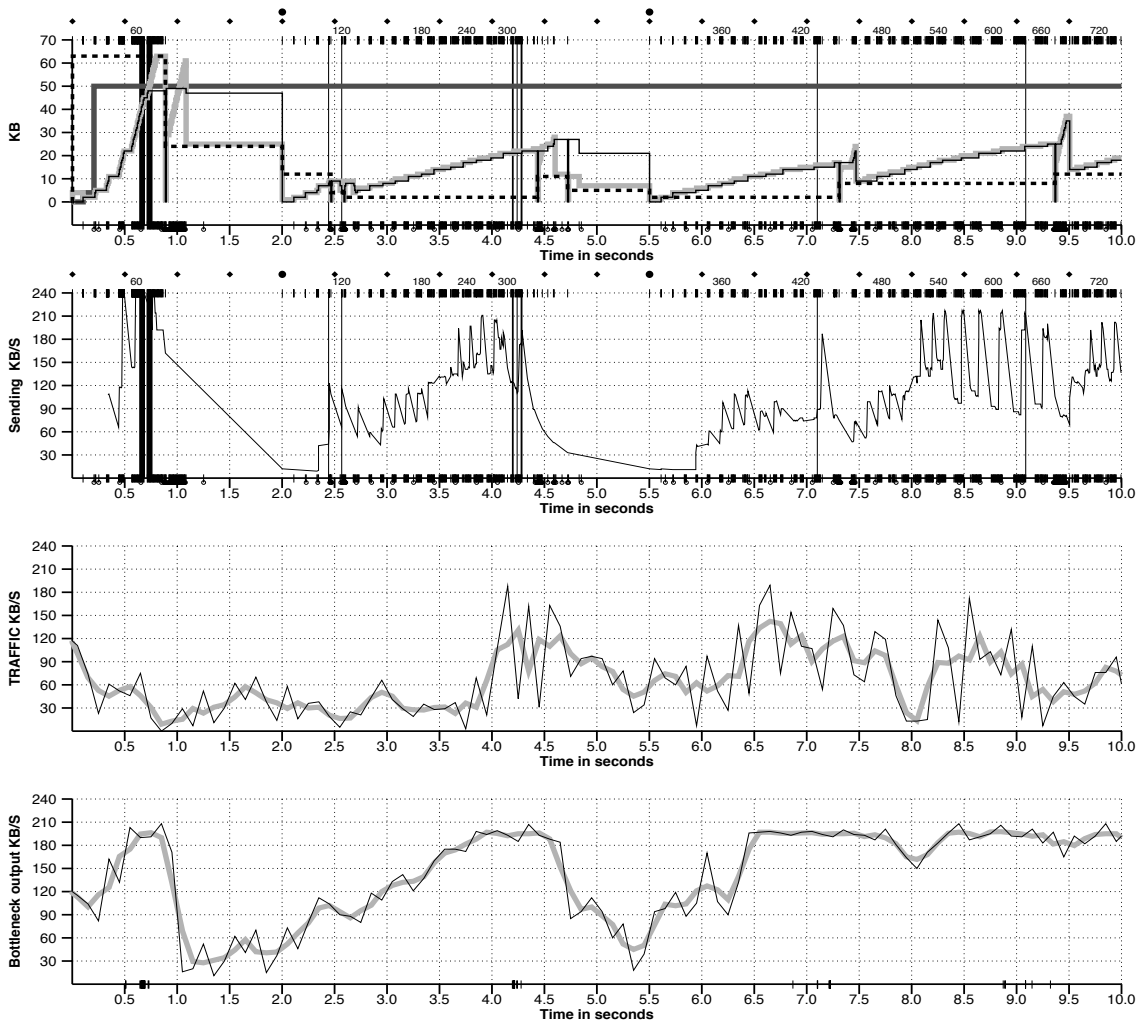 60 120 180 240 300 360 420 480 540 600 660 720
70
60
50
40
30
20
10
0
KB
0.5 1.0 1.5 2.0 2.5 3.0 3.5 4.0 4.5 5.0 5.5 6.0 6.5 7.0 7.5 8.0 8.5 9.0 9.5 10.0
Time in seconds
60 120 180 240 300 360 420 480 540 600 660 720
240
210
180
150
120
90
60
30
Sending KB/S
0.5 1.0 1.5 2.0 2.5 3.0 3.5 4.0 4.5 5.0 5.5 6.0 6.5 7.0 7.5 8.0 8.5 9.0 9.5 10.0
Time in seconds
240
210
180
150
120
90
60
30
TRAFFIC KB/S
0.5 1.0 1.5 2.0 2.5 3.0 3.5 4.0 4.5 5.0 5.5 6.0 6.5 7.0 7.5 8.0 8.5 9.0 9.5 10.0
Time in seconds
240
210
180
150
120
90
60
30
Bottleneck output KB/S
0.5 1.0 1.5 2.0 2.5 3.0 3.5 4.0 4.5 5.0 5.5 6.0 6.5 7.0 7.5 8.0 8.5 9.0 9.5 10.0
Time in seconds